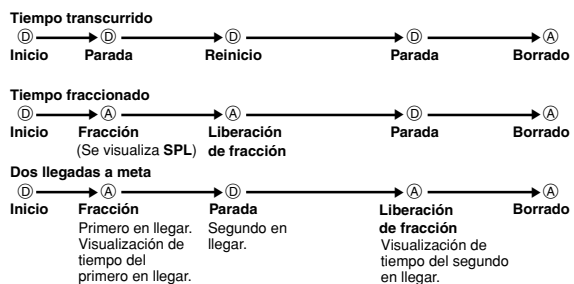 Tiempo transcurrido
Ⓓ Ⓓ Ⓓ Ⓓ Ⓐ
Inicio Parada Reinicio Parada Borrado
Tiempo fraccionado
Ⓓ Ⓐ Ⓐ Ⓓ Ⓐ
Inicio Fracción Liberación Parada Borrado
(Se visualiza SPL) de fracción
Dos llegadas a meta
Ⓓ Ⓐ Ⓓ Ⓐ Ⓐ
Inicio Fracción Parada Liberación Borrado
Primero en llegar. Segundo en de fracción
Visualización de llegar. Visualización de
tiempo del tiempo del segundo
primero en llegar. en llegar.